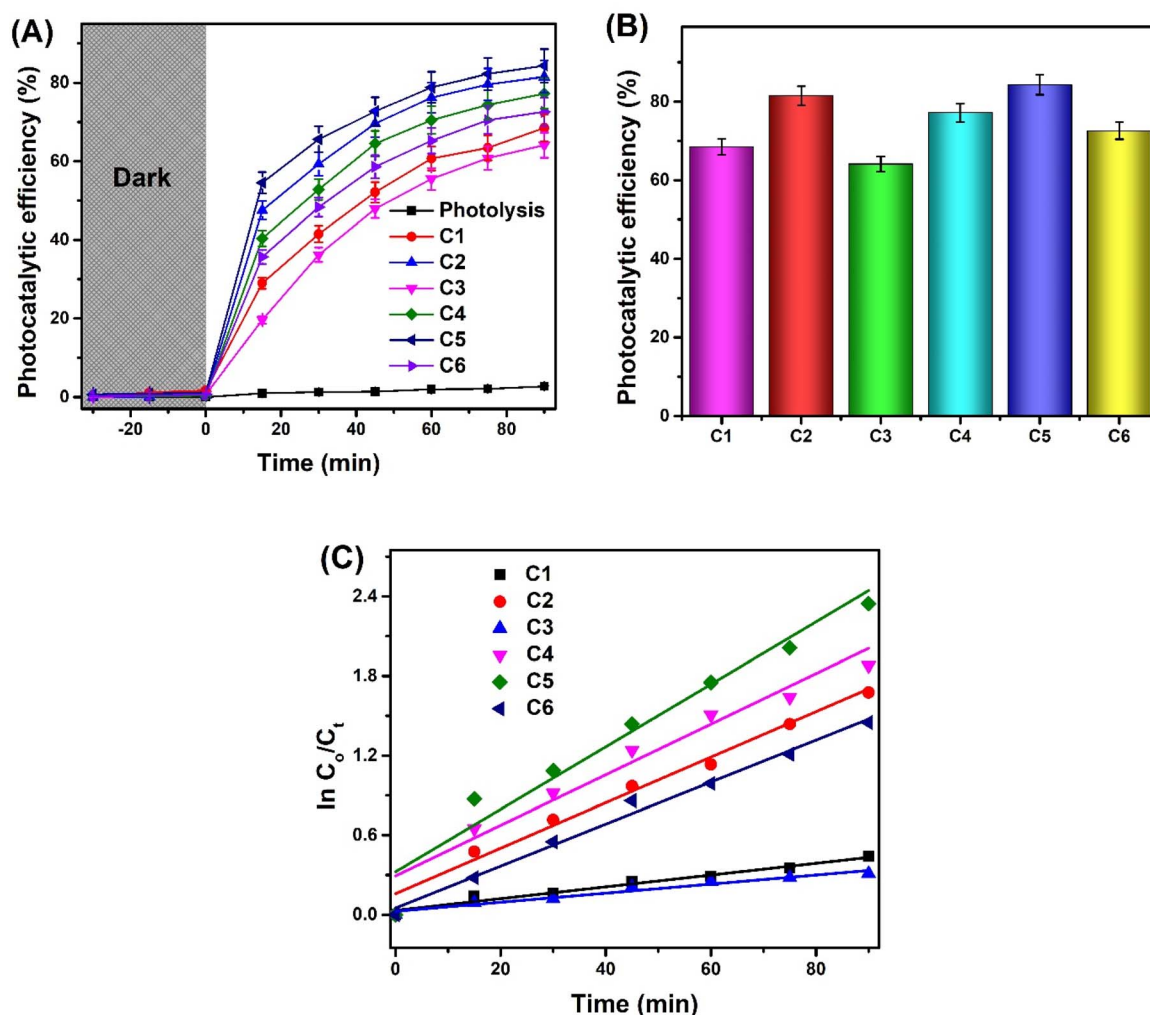 (A)
Photocatalytic efficiency (%)
80
60
40
20
0
Dark
Photolysis
C1
C2
C3
C4
C5
C6
-20 0 20 40 60 80
Time (min)
(B)
Photocatalytic efficiency (%)
80
60
40
20
0
C1 C2 C3 C4 C5 C6
(C)
ln Co/Ct
2.4
1.8
1.2
0.6
0.0
C1
C2
C3
C4
C5
C6
0 20 40 60 80
Time (min)